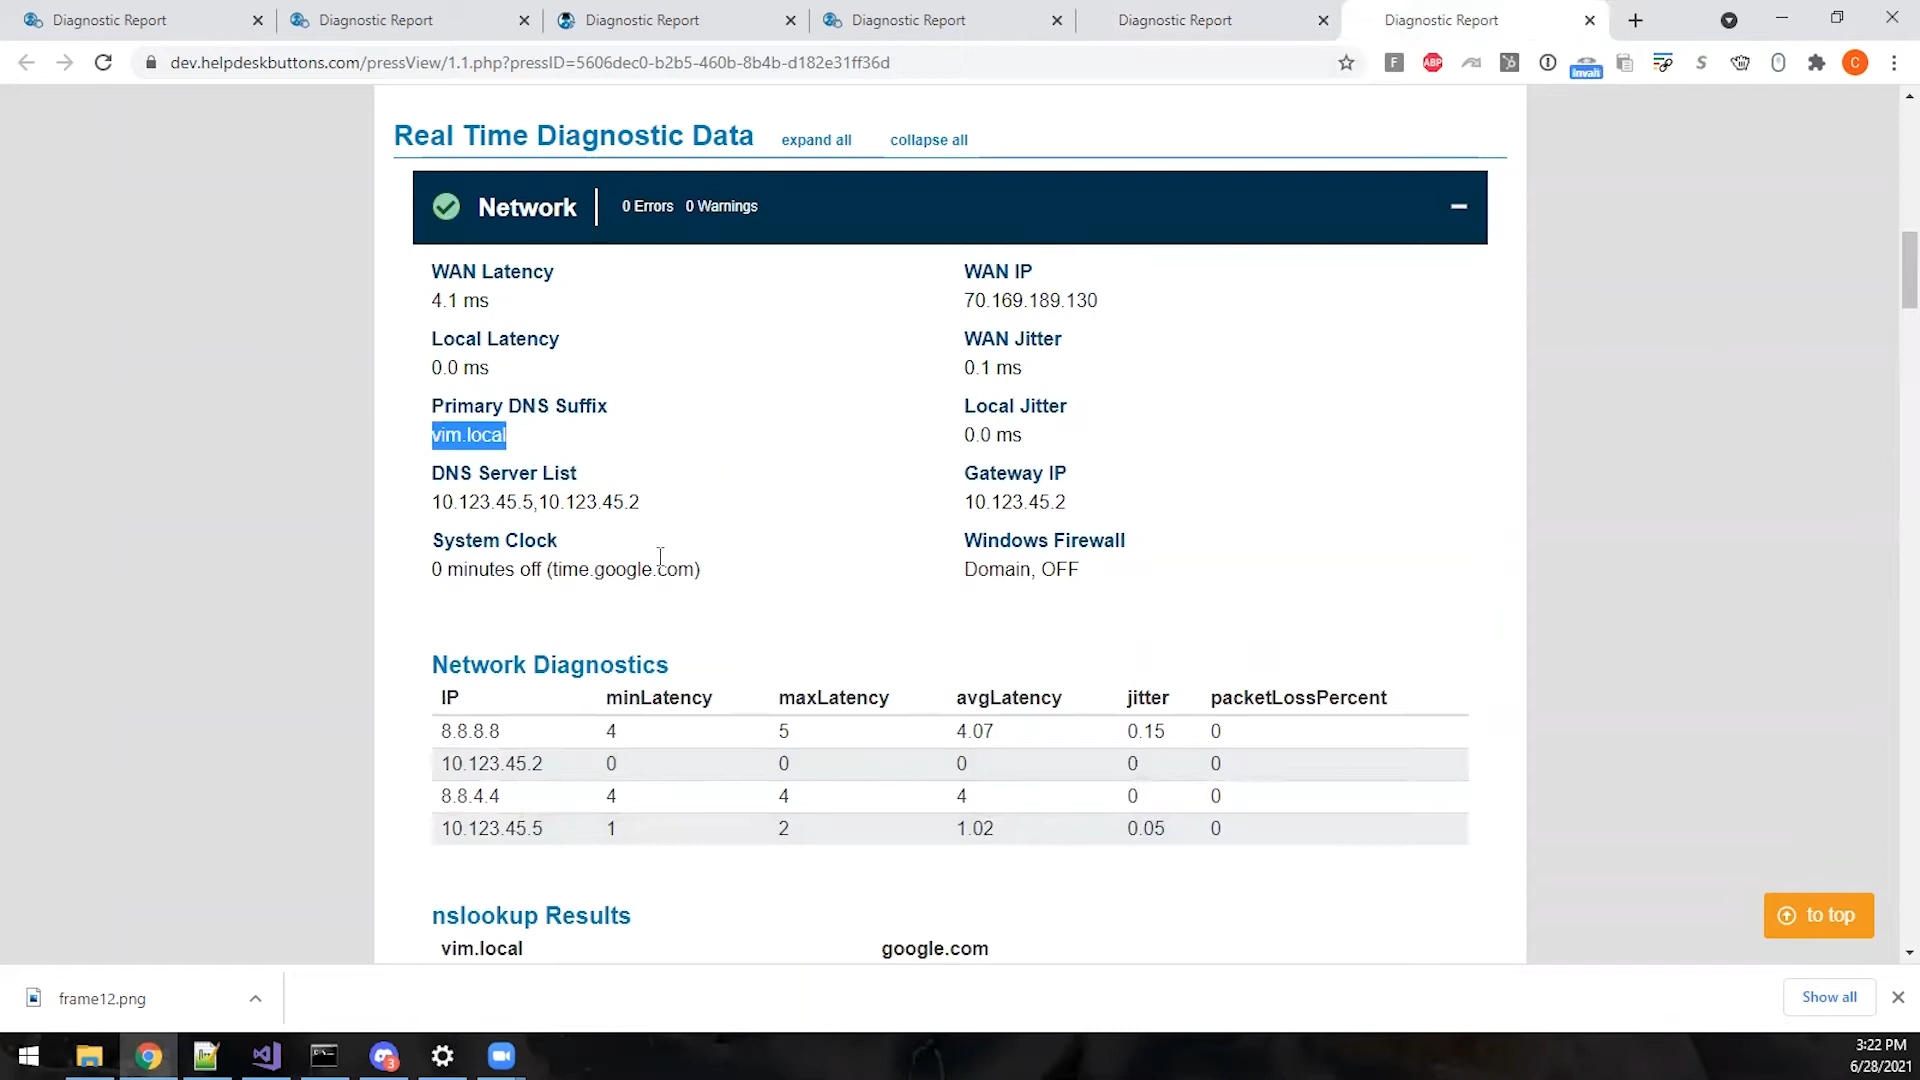 Diagnostic Report
Diagnostic Report
Diagnostic Report
Diagnostic Report
Diagnostic Report
Diagnostic Report
dev.helpdeskbuttons.com/pressView/1.1.php?pressID=5606dec0-b2b5-460b-8b4b-d182e31ff36d
F
ABP
Invali
S
C
Real Time Diagnostic Data expand all collapse all
Network 0 Errors 0 Warnings
WAN Latency
4.1 ms
WAN IP
70.169.189.130
Local Latency
0.0 ms
WAN Jitter
0.1 ms
Primary DNS Suffix
vim.local
Local Jitter
0.0 ms
DNS Server List
10.123.45.5,10.123.45.2
Gateway IP
10.123.45.2
System Clock
0 minutes off (time.google.com)
Windows Firewall
Domain, OFF
Network Diagnostics
IP minLatency maxLatency avgLatency jitter packetLossPercent
8.8.8.8 4 5 4.07 0.15 0
10.123.45.2 0 0 0 0 0
8.8.4.4 4 4 4 0 0
10.123.45.5 1 2 1.02 0.05 0
nslookup Results
vim.local google.com
to top
frame12.png
Show all
3
3:22 PM
6/28/2021